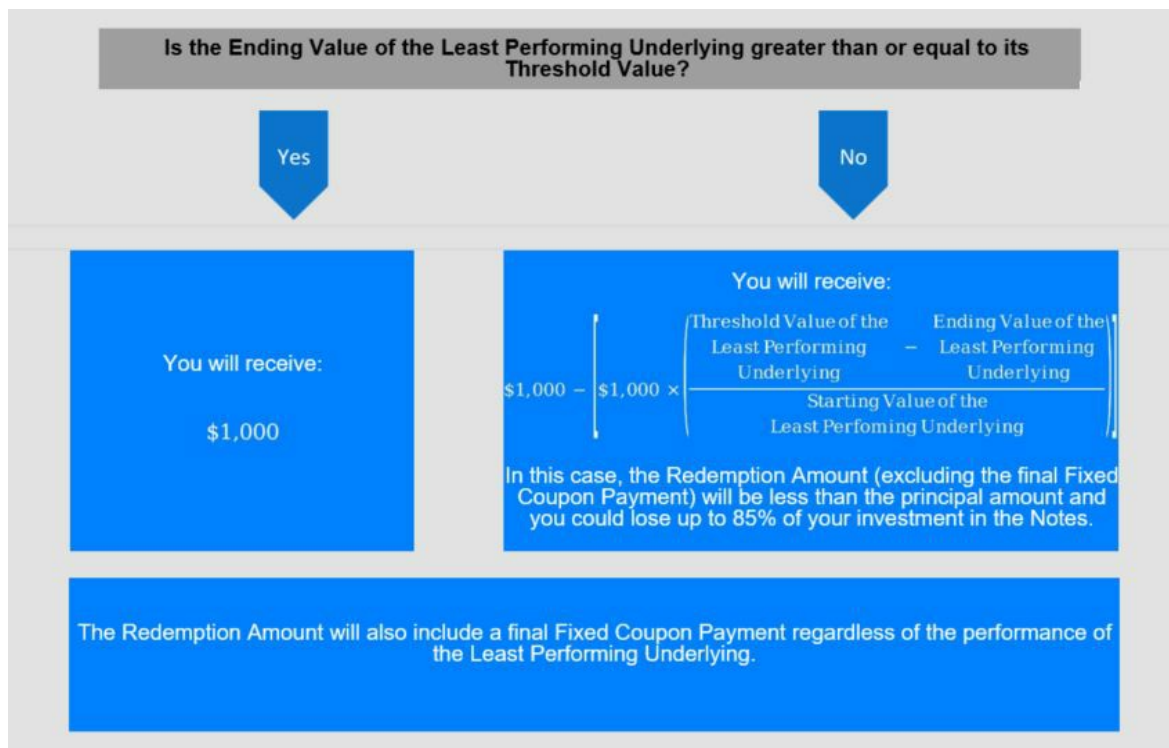 Is the Ending Value of the Least Performing Underlying greater than or equal to its
Threshold Value?
Yes
No
You will receive:
$1,000
You will receive:
$1,000 − [$1,000 × (
Threshold Value of the
Least Performing
Underlying
−
Ending Value of the
Least Performing
Underlying
Starting Value of the
Least Perfoming Underlying
)]
In this case, the Redemption Amount (excluding the final Fixed
Coupon Payment) will be less than the principal amount and
you could lose up to 85% of your investment in the Notes.
The Redemption Amount will also include a final Fixed Coupon Payment regardless of the performance of
the Least Performing Underlying.